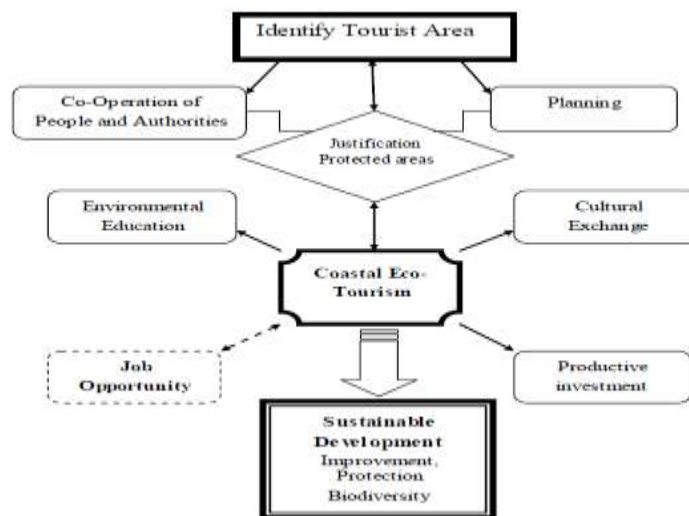 Identify Tourist Area
Co-Operation of
People and Authorities
Planning
Justification
Protected areas
Environmental
Education
Cultural
Exchange
Coastal Eco-
Tourism
Job
Opportunity
Productive
investment
Sustainable
Development
Improvement,
Protection
Biodiversity